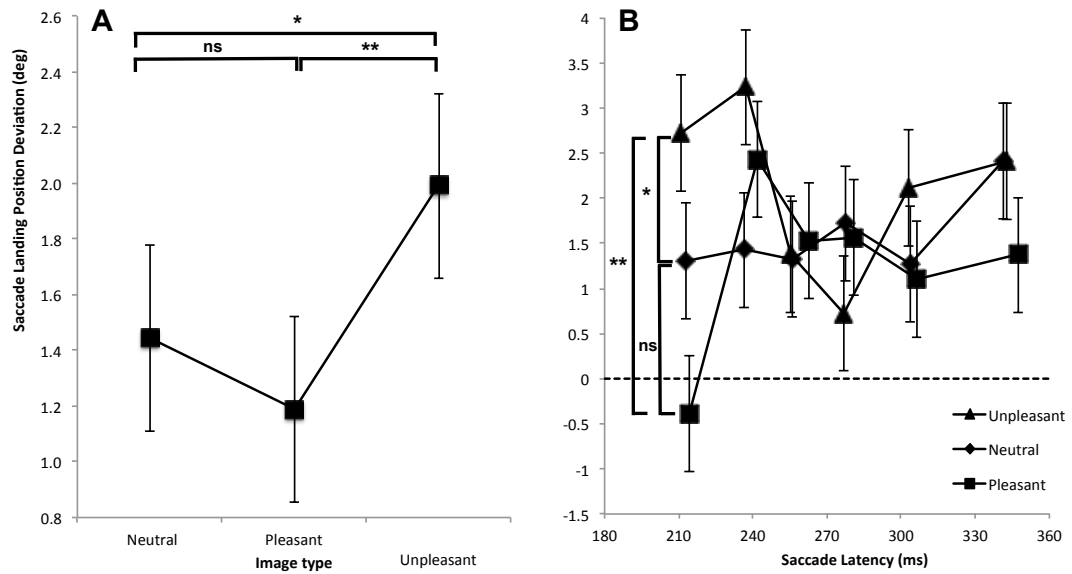 A
Saccade Landing Position Deviation (deg)
2.6
2.4
2.2
2.0
1.8
1.6
1.4
1.2
1.0
0.8
*
ns
**
Neutral
Pleasant
Unpleasant
Image type
B
4
3.5
3
2.5
2
1.5
1
0.5
0
-0.5
-1
-1.5
*
**
ns
Unpleasant
Neutral
Pleasant
180 210 240 270 300 330 360
Saccade Latency (ms)